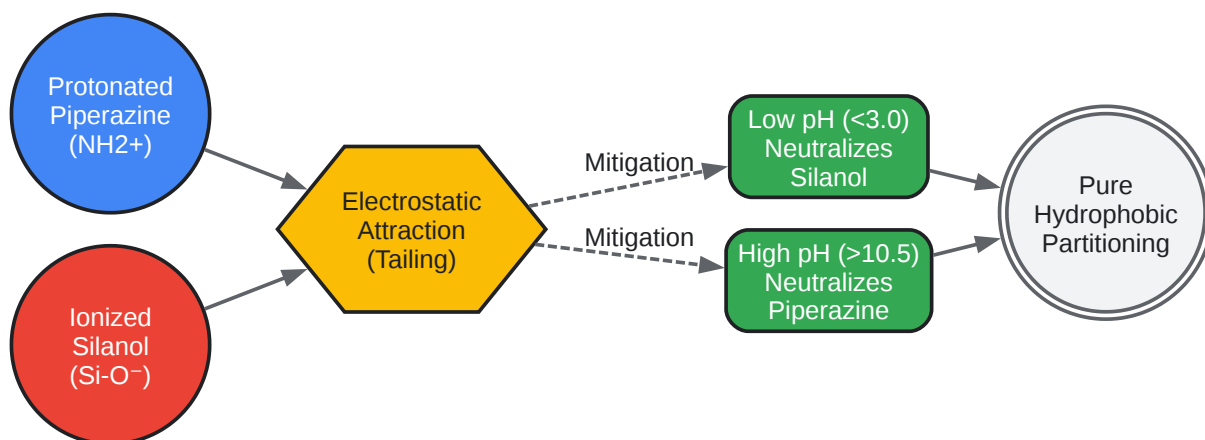 Protonated
Piperazine
(NH2+)
Ionized
Silanol
(Si-O⁻)
Electrostatic
Attraction
(Tailing)
Mitigation
Mitigation
Low pH (<3.0)
Neutralizes
Silanol
High pH (>10.5)
Neutralizes
Piperazine
Pure
Hydrophobic
Partitioning